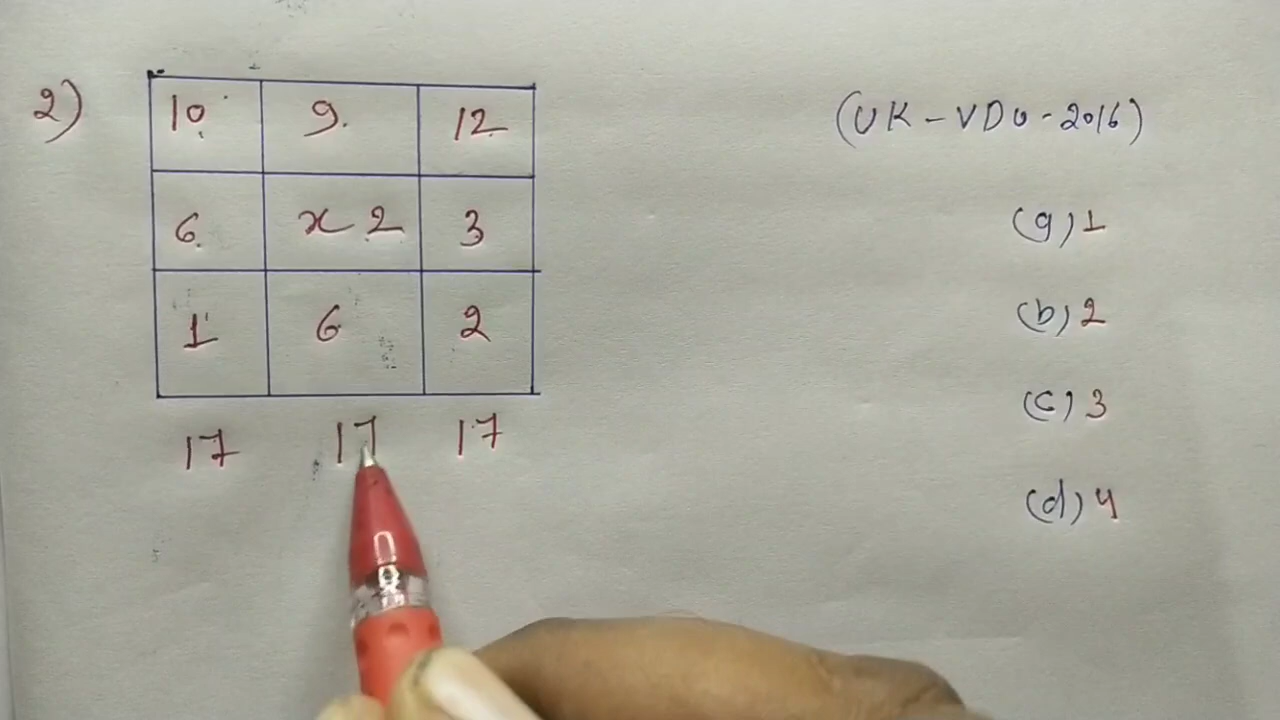 2)
10 9 12
6 x 2 3
1 6 2
17 17 17
(UK-VDO-2016)
(a) 1
(b) 2
(c) 3
(d) 4